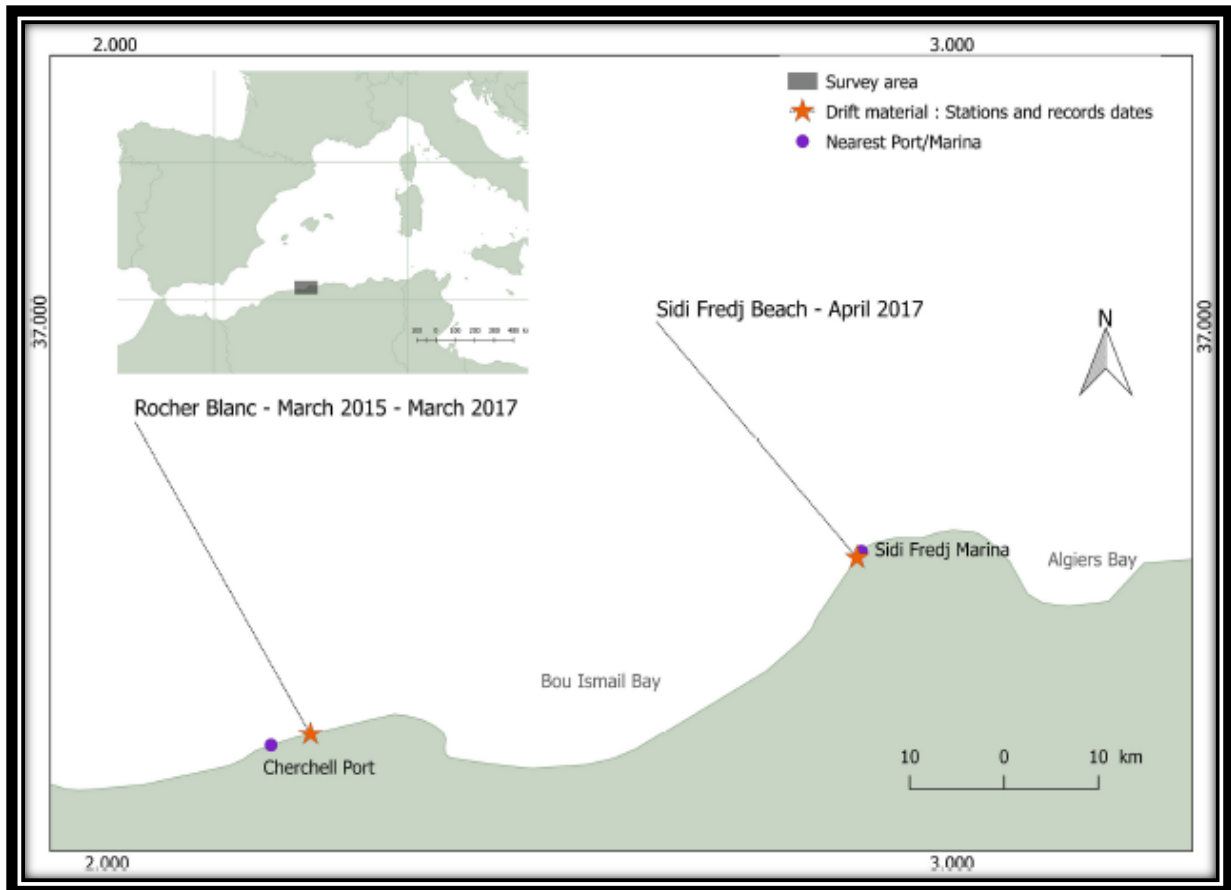 2.000 3.000
Survey area
Drift material : Stations and records dates
Nearest Port/Marina
37.000
37.000
Sidi Fredj Beach - April 2017
N
Rocher Blanc - March 2015 - March 2017
Sidi Fredj Marina
Algiers Bay
Bou Ismail Bay
Cherchell Port
10 0 10 km
2.000 3.000